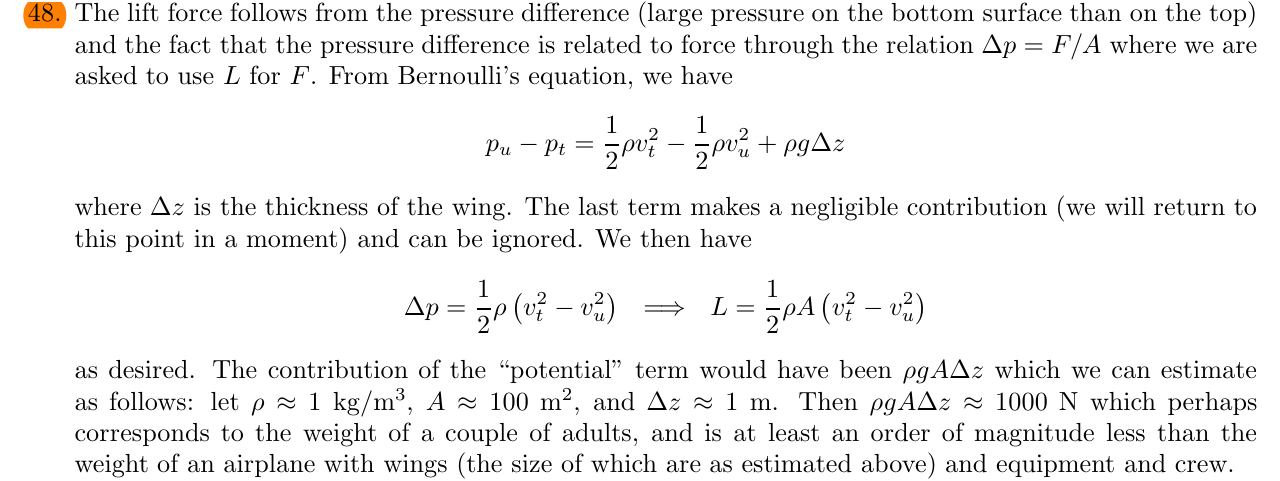 48. The lift force follows from the pressure difference (large pressure on the bottom surface than on the top)
and the fact that the pressure difference is related to force through the relation Δp = F/A where we are
asked to use L for F. From Bernoulli's equation, we have
p_u − p_t = \frac{1}{2}ρv_t^2 − \frac{1}{2}ρv_u^2 + ρgΔz
where Δz is the thickness of the wing. The last term makes a negligible contribution (we will return to
this point in a moment) and can be ignored. We then have
Δp = \frac{1}{2}ρ (v_t^2 − v_u^2) ⟹ L = \frac{1}{2}ρA (v_t^2 − v_u^2)
as desired. The contribution of the “potential” term would have been ρgAΔz which we can estimate
as follows: let ρ ≈ 1 kg/m³, A ≈ 100 m², and Δz ≈ 1 m. Then ρgAΔz ≈ 1000 N which perhaps
corresponds to the weight of a couple of adults, and is at least an order of magnitude less than the
weight of an airplane with wings (the size of which are as estimated above) and equipment and crew.